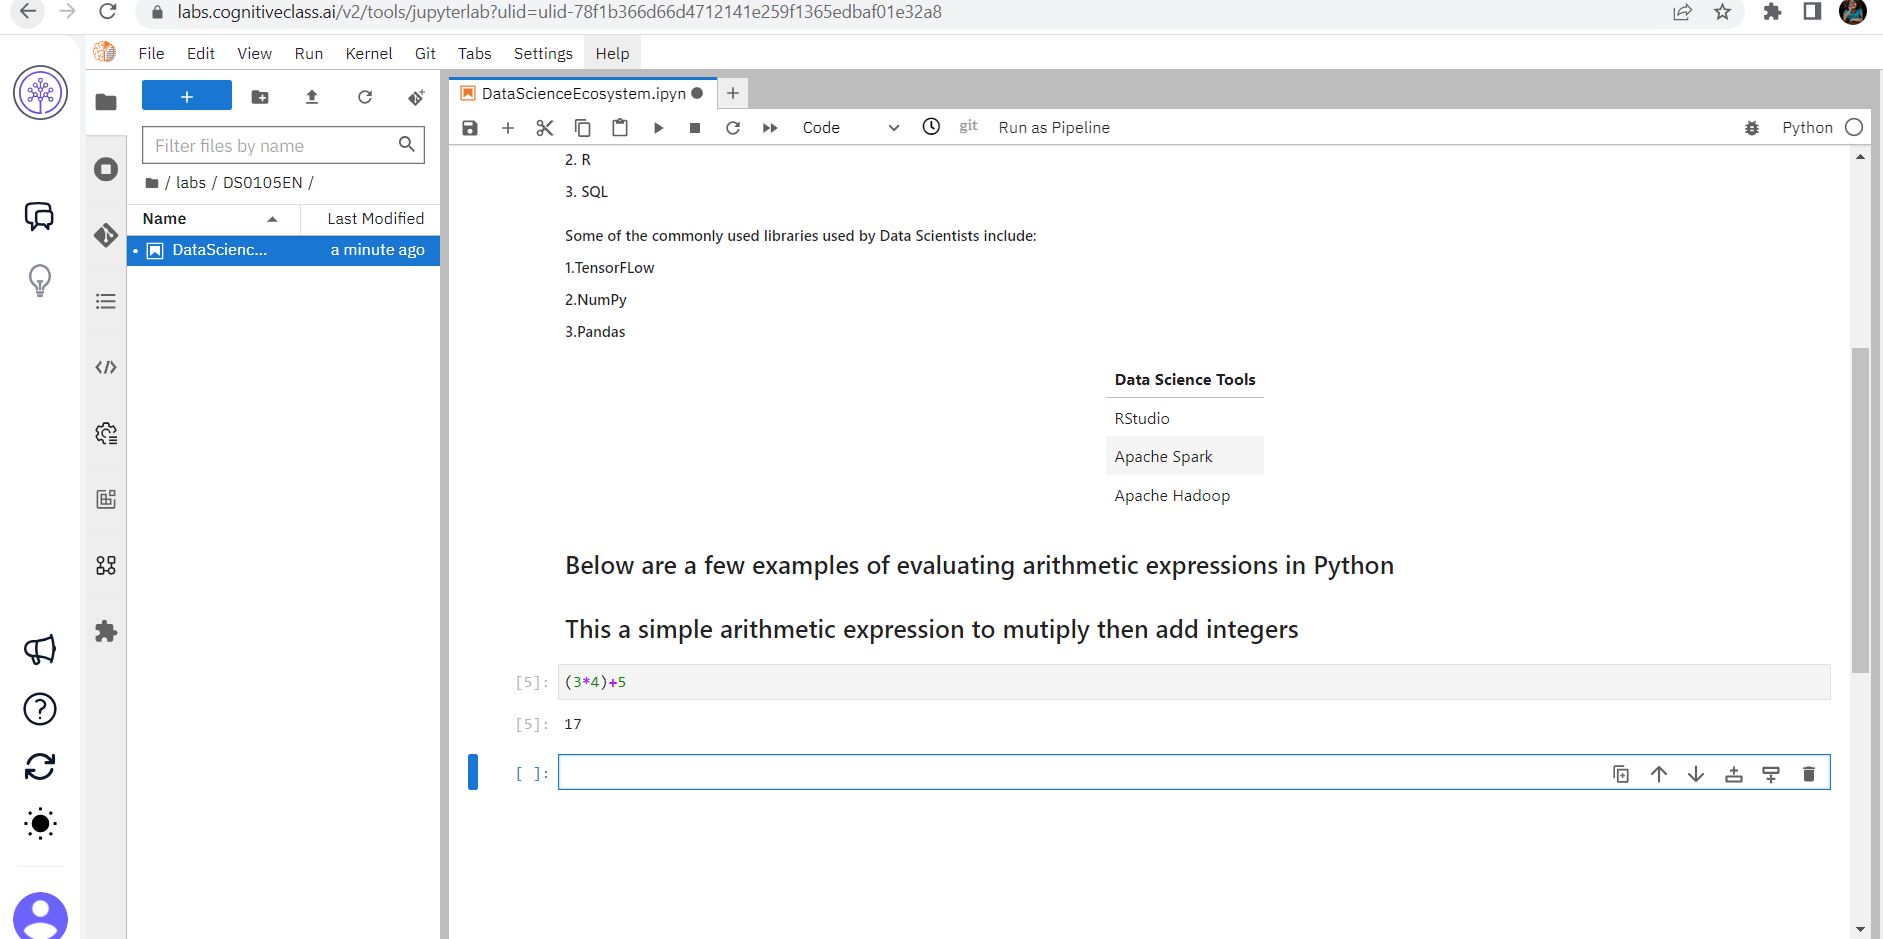 labs.cognitiveclass.ai/v2/tools/jupyterlab?ulid=ulid-78f1b366d66d4712141e259f1365edbaf01e32a8
File Edit View Run Kernel Git Tabs Settings Help
DataScienceEcosystem.ipyn
Code git Run as Pipeline Python
Filter files by name
/ labs / DS0105EN /
Name Last Modified
DataScienc... a minute ago
2. R
3. SQL
Some of the commonly used libraries used by Data Scientists include:
1.TensorFLow
2.NumPy
3.Pandas
Data Science Tools
RStudio
Apache Spark
Apache Hadoop
Below are a few examples of evaluating arithmetic expressions in Python
This a simple arithmetic expression to mutiply then add integers
[5]: (3*4)+5
[5]: 17
[ ]: